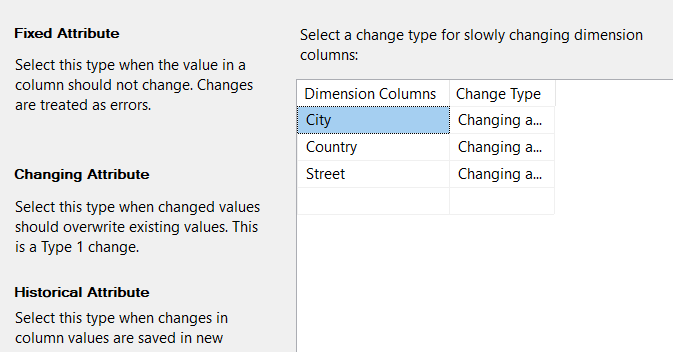 Fixed Attribute
Select this type when the value in a
column should not change. Changes
are treated as errors.
Changing Attribute
Select this type when changed values
should overwrite existing values. This
is a Type 1 change.
Historical Attribute
Select this type when changes in
column values are saved in new
Select a change type for slowly changing dimension
columns:
Dimension Columns Change Type
City Changing a...
Country Changing a...
Street Changing a...